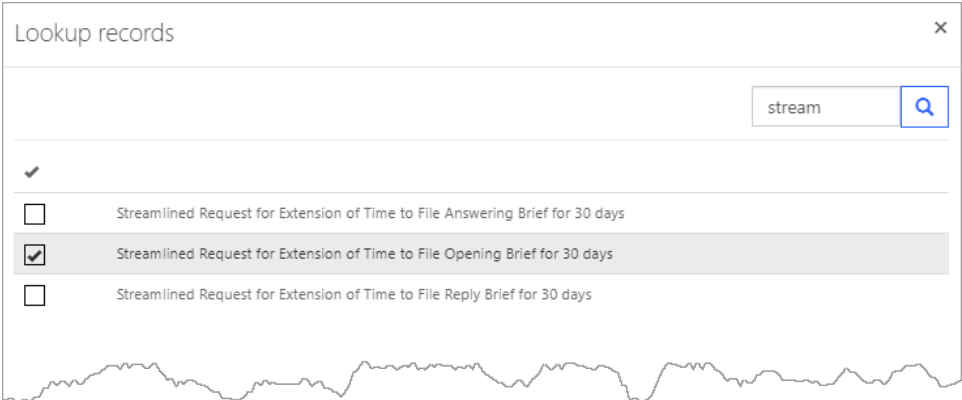 Lookup records
stream
Streamlined Request for Extension of Time to File Answering Brief for 30 days
Streamlined Request for Extension of Time to File Opening Brief for 30 days
Streamlined Request for Extension of Time to File Reply Brief for 30 days